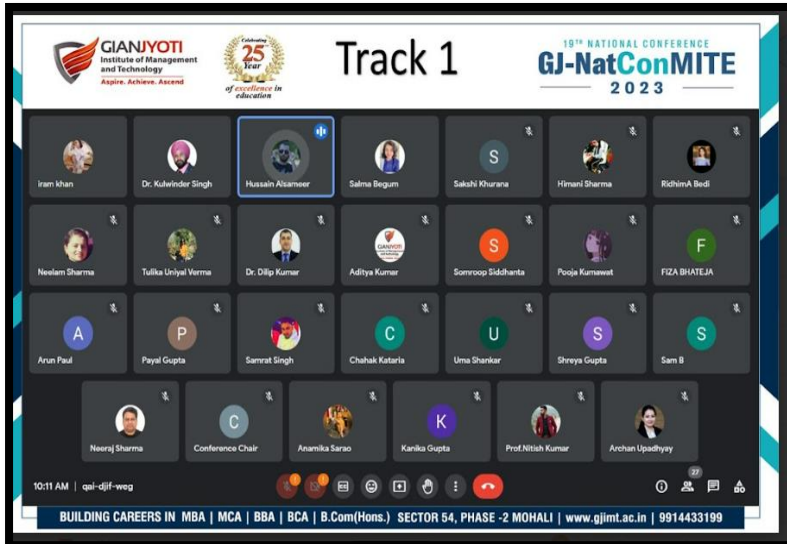 GIANJYOTI
Institute of Management
and Technology
Aspire. Achieve. Ascend
Celebrating
25
Year
of excellence in
education
Track 1
19TH NATIONAL CONFERENCE
GJ-NatConMITE
2023
iram khan
Dr. Kulwinder Singh
Hussain Alsameer
Salma Begum
S
Sakshi Khurana
Himani Sharma
RidhimA Bedi
Neelam Sharma
Tulika Uniyal Verma
Dr. Dilip Kumar
GIANJYOTI
Aditya Kumar
S
Somroop Siddhanta
Pooja Kumawat
F
FIZA BHATEJA
A
Arun Paul
P
Payal Gupta
Samrat Singh
C
Chahak Kataria
U
Uma Shankar
S
Shreya Gupta
S
Sam B
Neeraj Sharma
C
Conference Chair
Anamika Sarao
K
Kanika Gupta
Prof.Nitish Kumar
Archan Upadhyay
10:11 AM | qai-djif-weg
27
BUILDING CAREERS IN MBA | MCA | BBA | BCA | B.Com(Hons.) SECTOR 54, PHASE -2 MOHALI | www.gjimt.ac.in | 9914433199